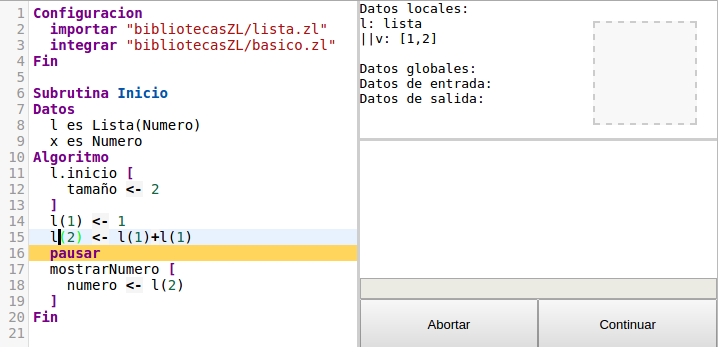 1 Configuracion
2 importar "bibliotecasZL/lista.zl"
3 integrar "bibliotecasZL/basico.zl"
4 Fin
5
6 Subrutina Inicio
7 Datos
8 l es Lista(Numero)
9 x es Numero
10 Algoritmo
11 l.inicio [
12 tamaño <- 2
13 ]
14 l(1) <- 1
15 l(2) <- l(1)+l(1)
16 pausar
17 mostrarNumero [
18 numero <- l(2)
19 ]
20 Fin
21
Datos locales:
l: lista
||v: [1,2]
Datos globales:
Datos de entrada:
Datos de salida:
Abortar
Continuar